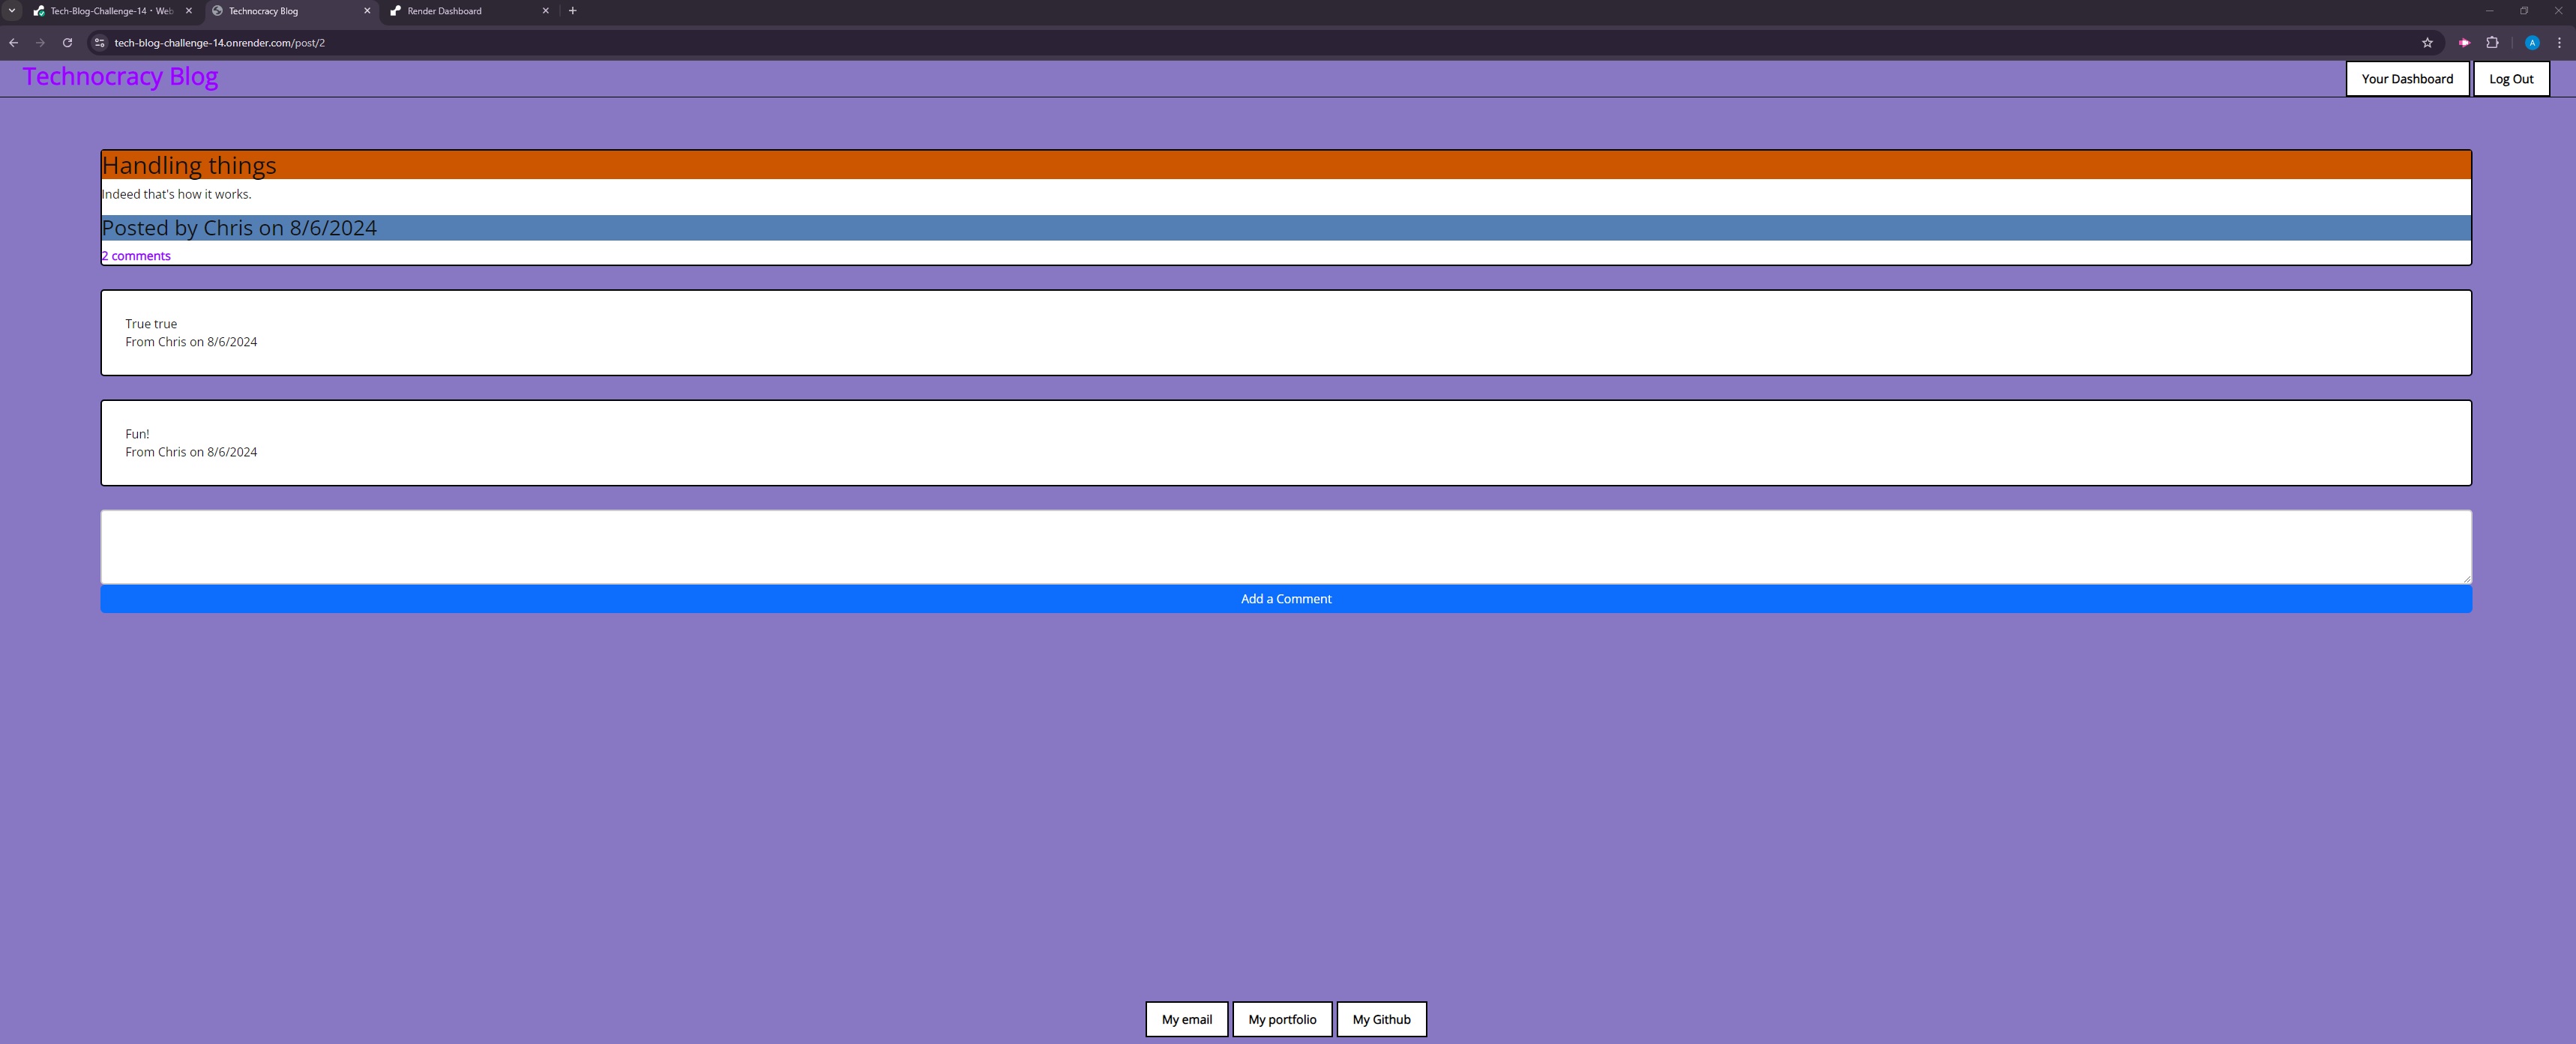 Tech-Blog-Challenge-14 · Web
Technocracy Blog
Render Dashboard
tech-blog-challenge-14.onrender.com/post/2
A
Technocracy Blog
Your Dashboard
Log Out
Handling things
Indeed that's how it works.
Posted by Chris on 8/6/2024
2 comments
True true
From Chris on 8/6/2024
Fun!
From Chris on 8/6/2024
Add a Comment
My email
My portfolio
My Github